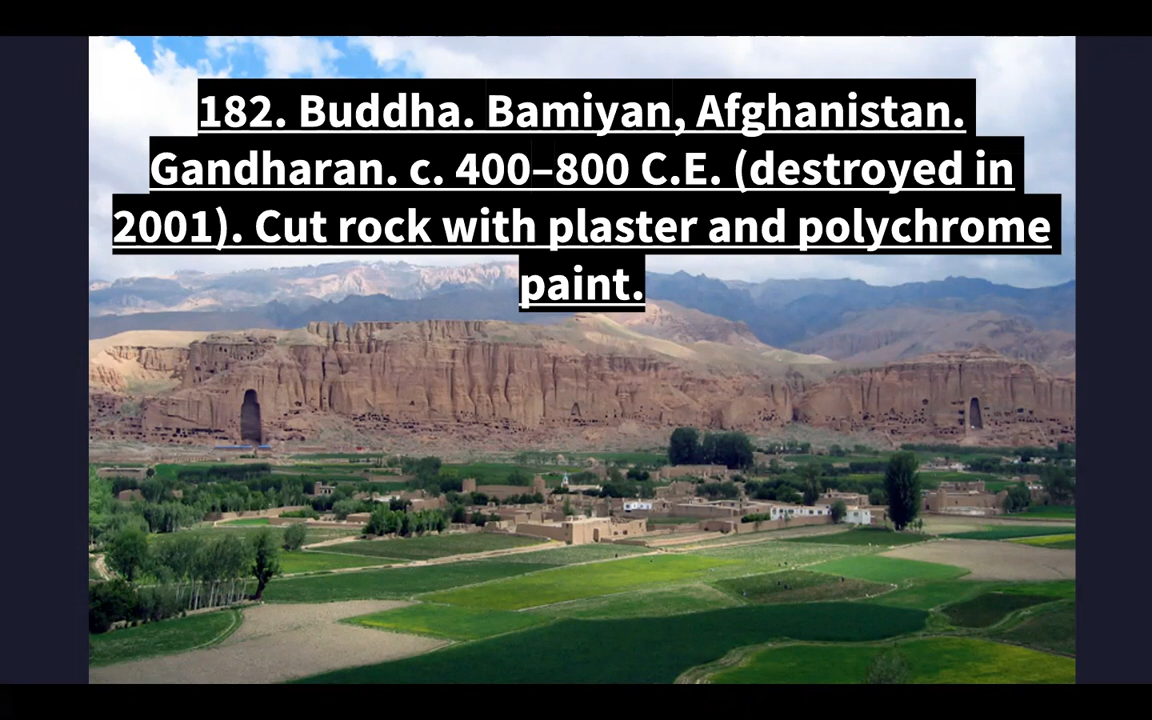 182. Buddha. Bamiyan, Afghanistan.
Gandharan. c. 400–800 C.E. (destroyed in
2001). Cut rock with plaster and polychrome
paint.